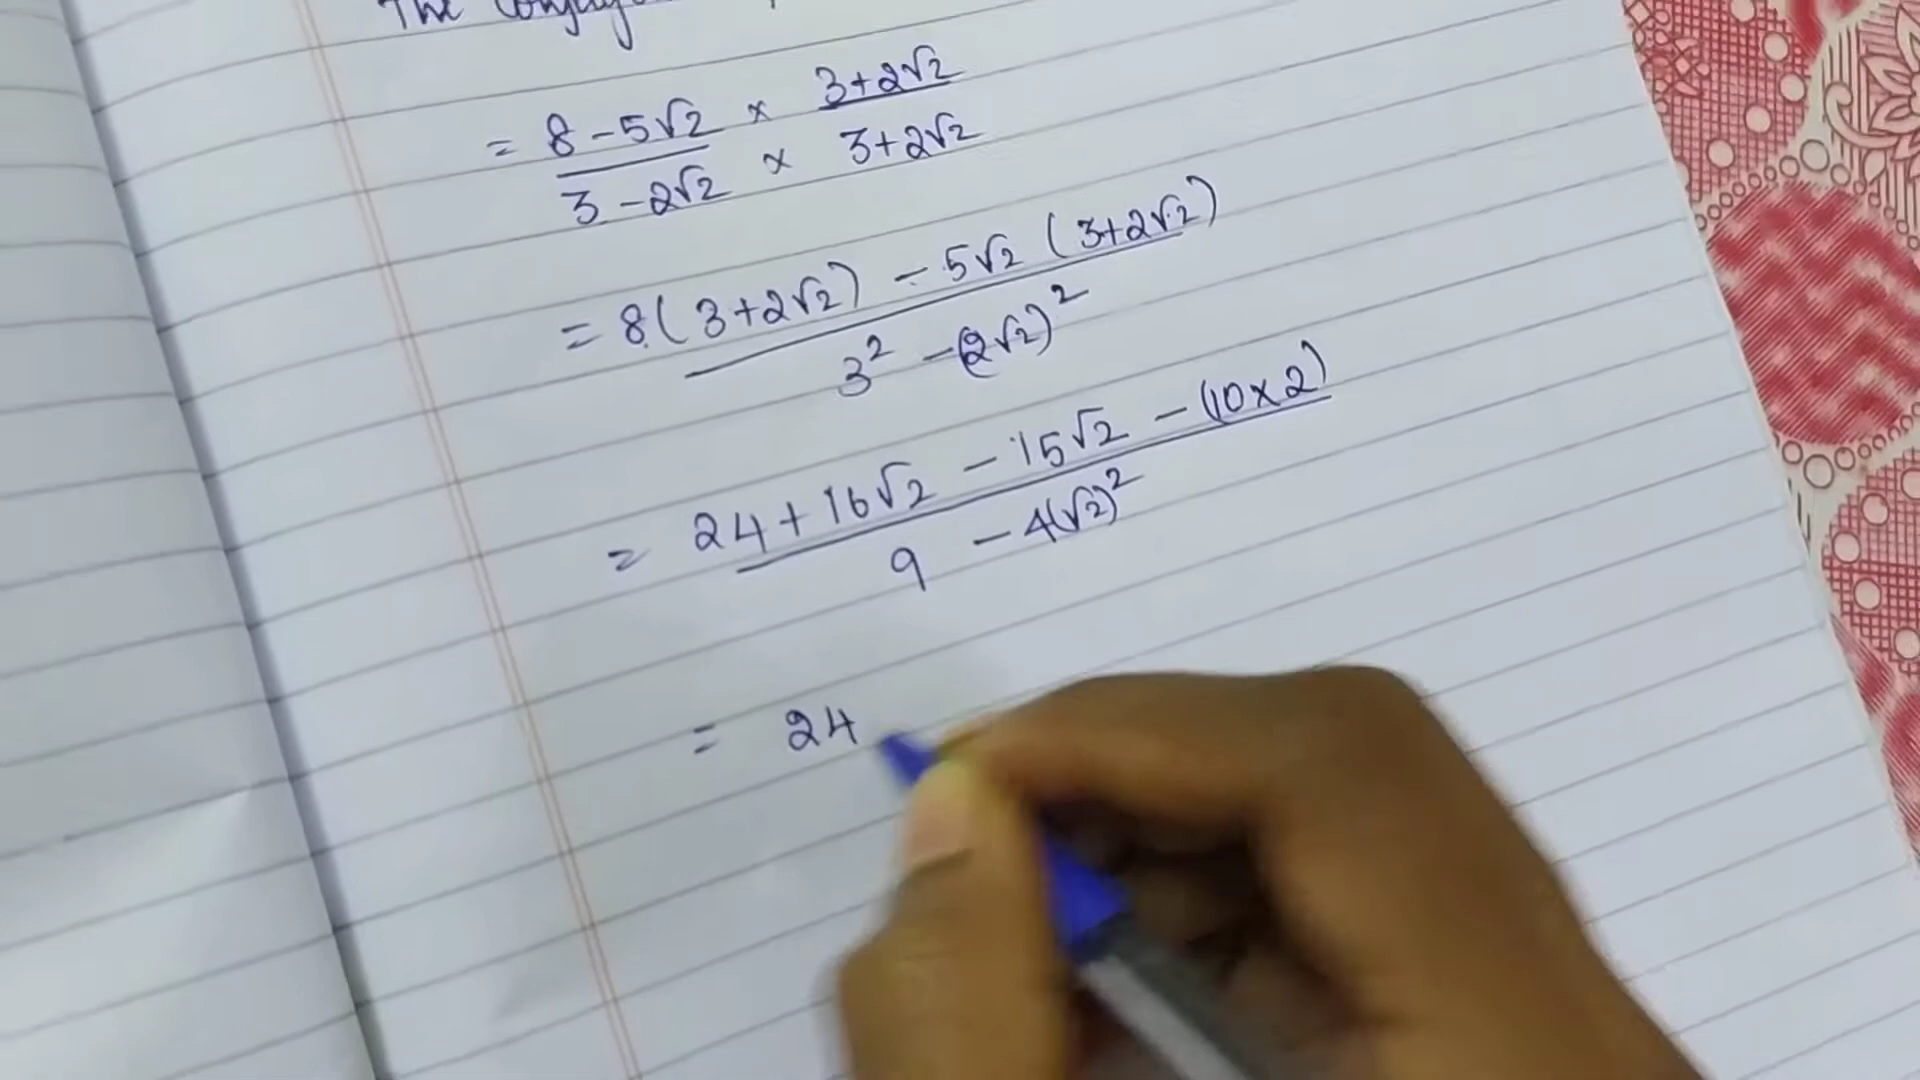 The
= 8 - 5√2 × 3+2√2
3 - 2√2 × 3+2√2
= 8(3+2√2) - 5√2 (3+2√2)
3² - (2√2)²
= 24 + 16√2 - 15√2 - (10×2)
9 - 4(√2)²
= 24